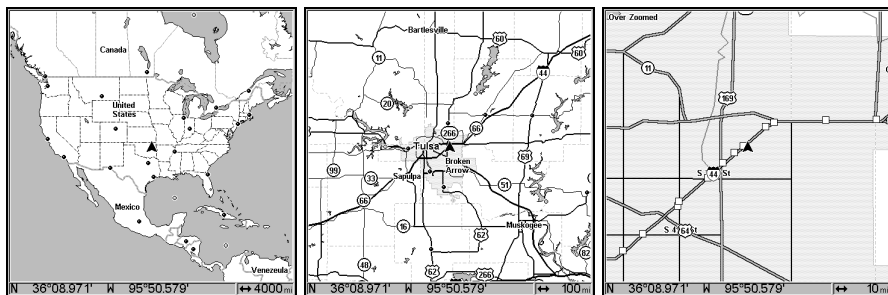 Canada
United
States
Mexico
Venezuela
N 36°08.971' W 95°50.579' ↔ 4000 mi
Bartlesville
60
11
60
44
20
266
66
Tulsa
69
Broken
Arrow
99
33
Sapulpa
51
66
16
62
Muskogee
82
48
62
266
N 36°08.971' W 95°50.579' ↔ 100 mi
Over Zoomed
11
169
S
44
St
S 4
64
st
N 36°08.971' W 95°50.579' ↔ 10 mi